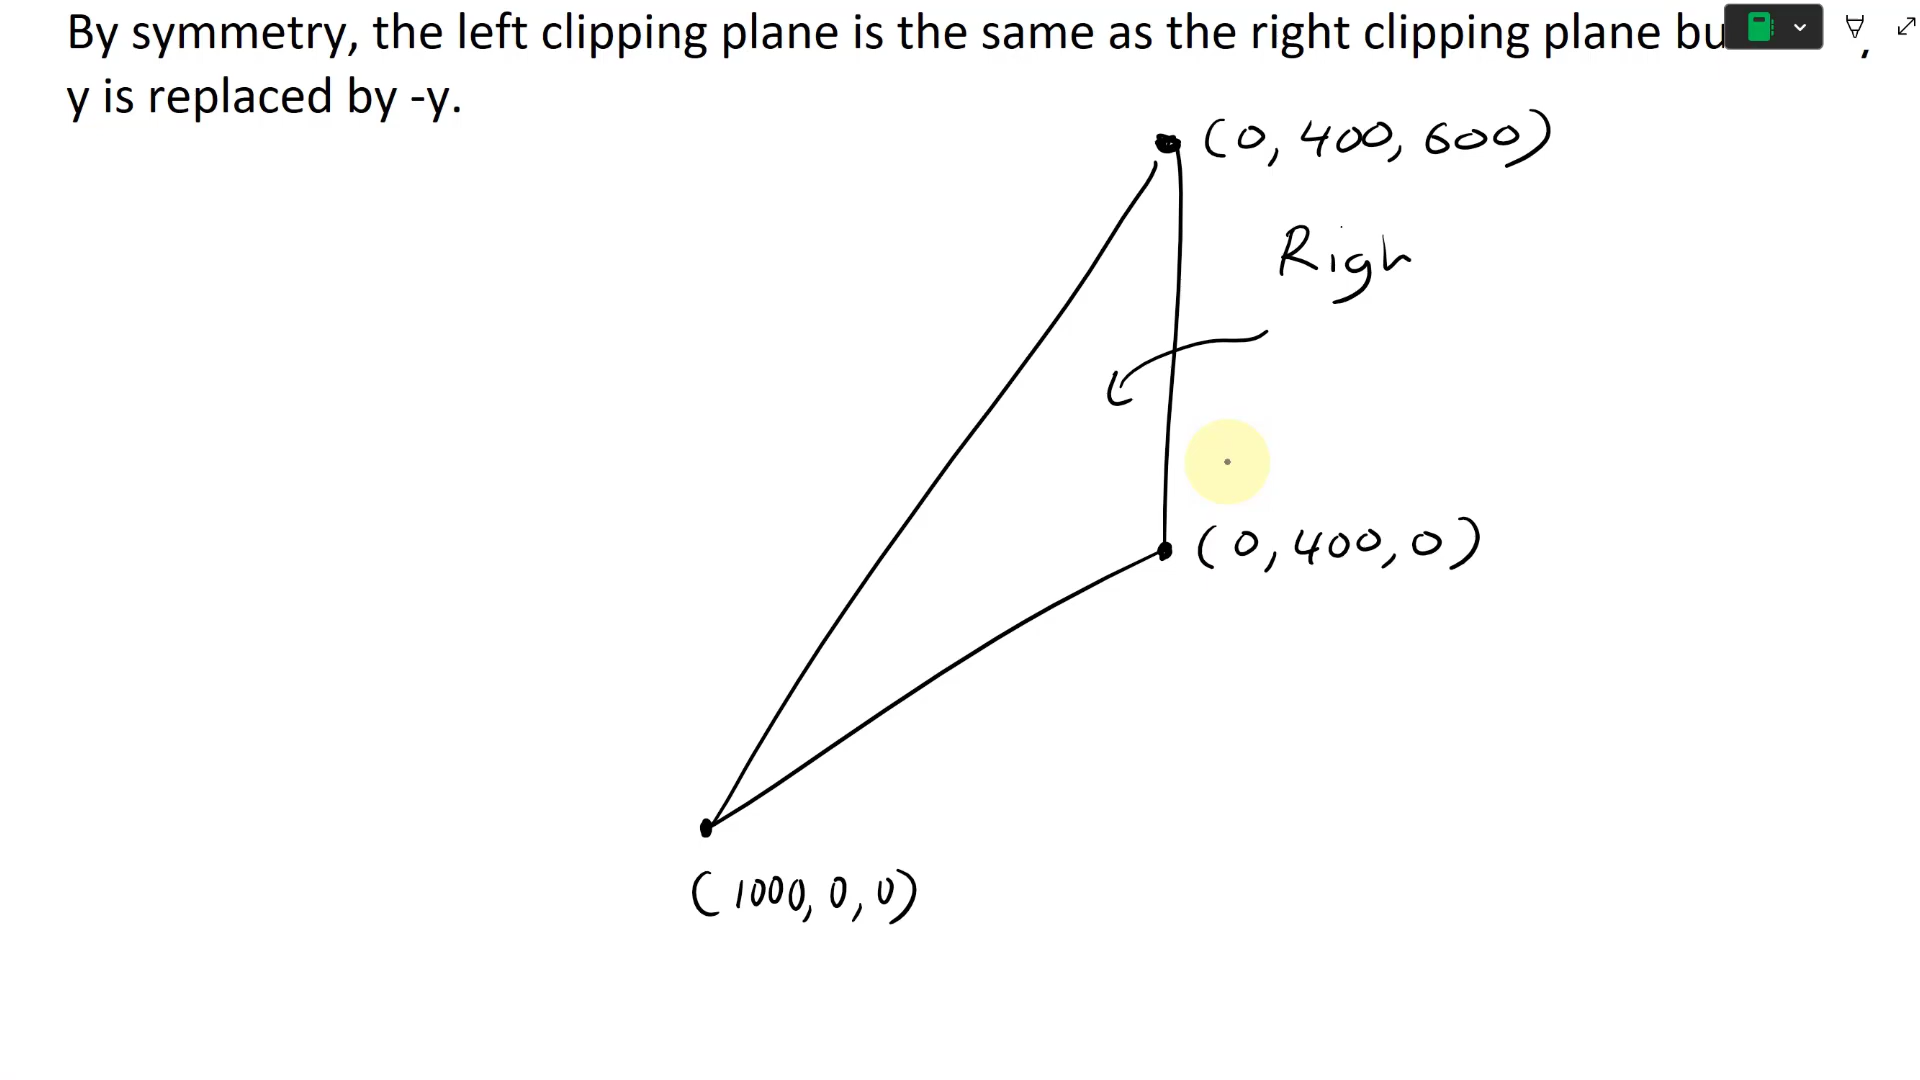 By symmetry, the left clipping plane is the same as the right clipping plane bu ,
y is replaced by -y.
(0, 400, 600)
Righ
(0, 400, 0)
(1000, 0, 0)